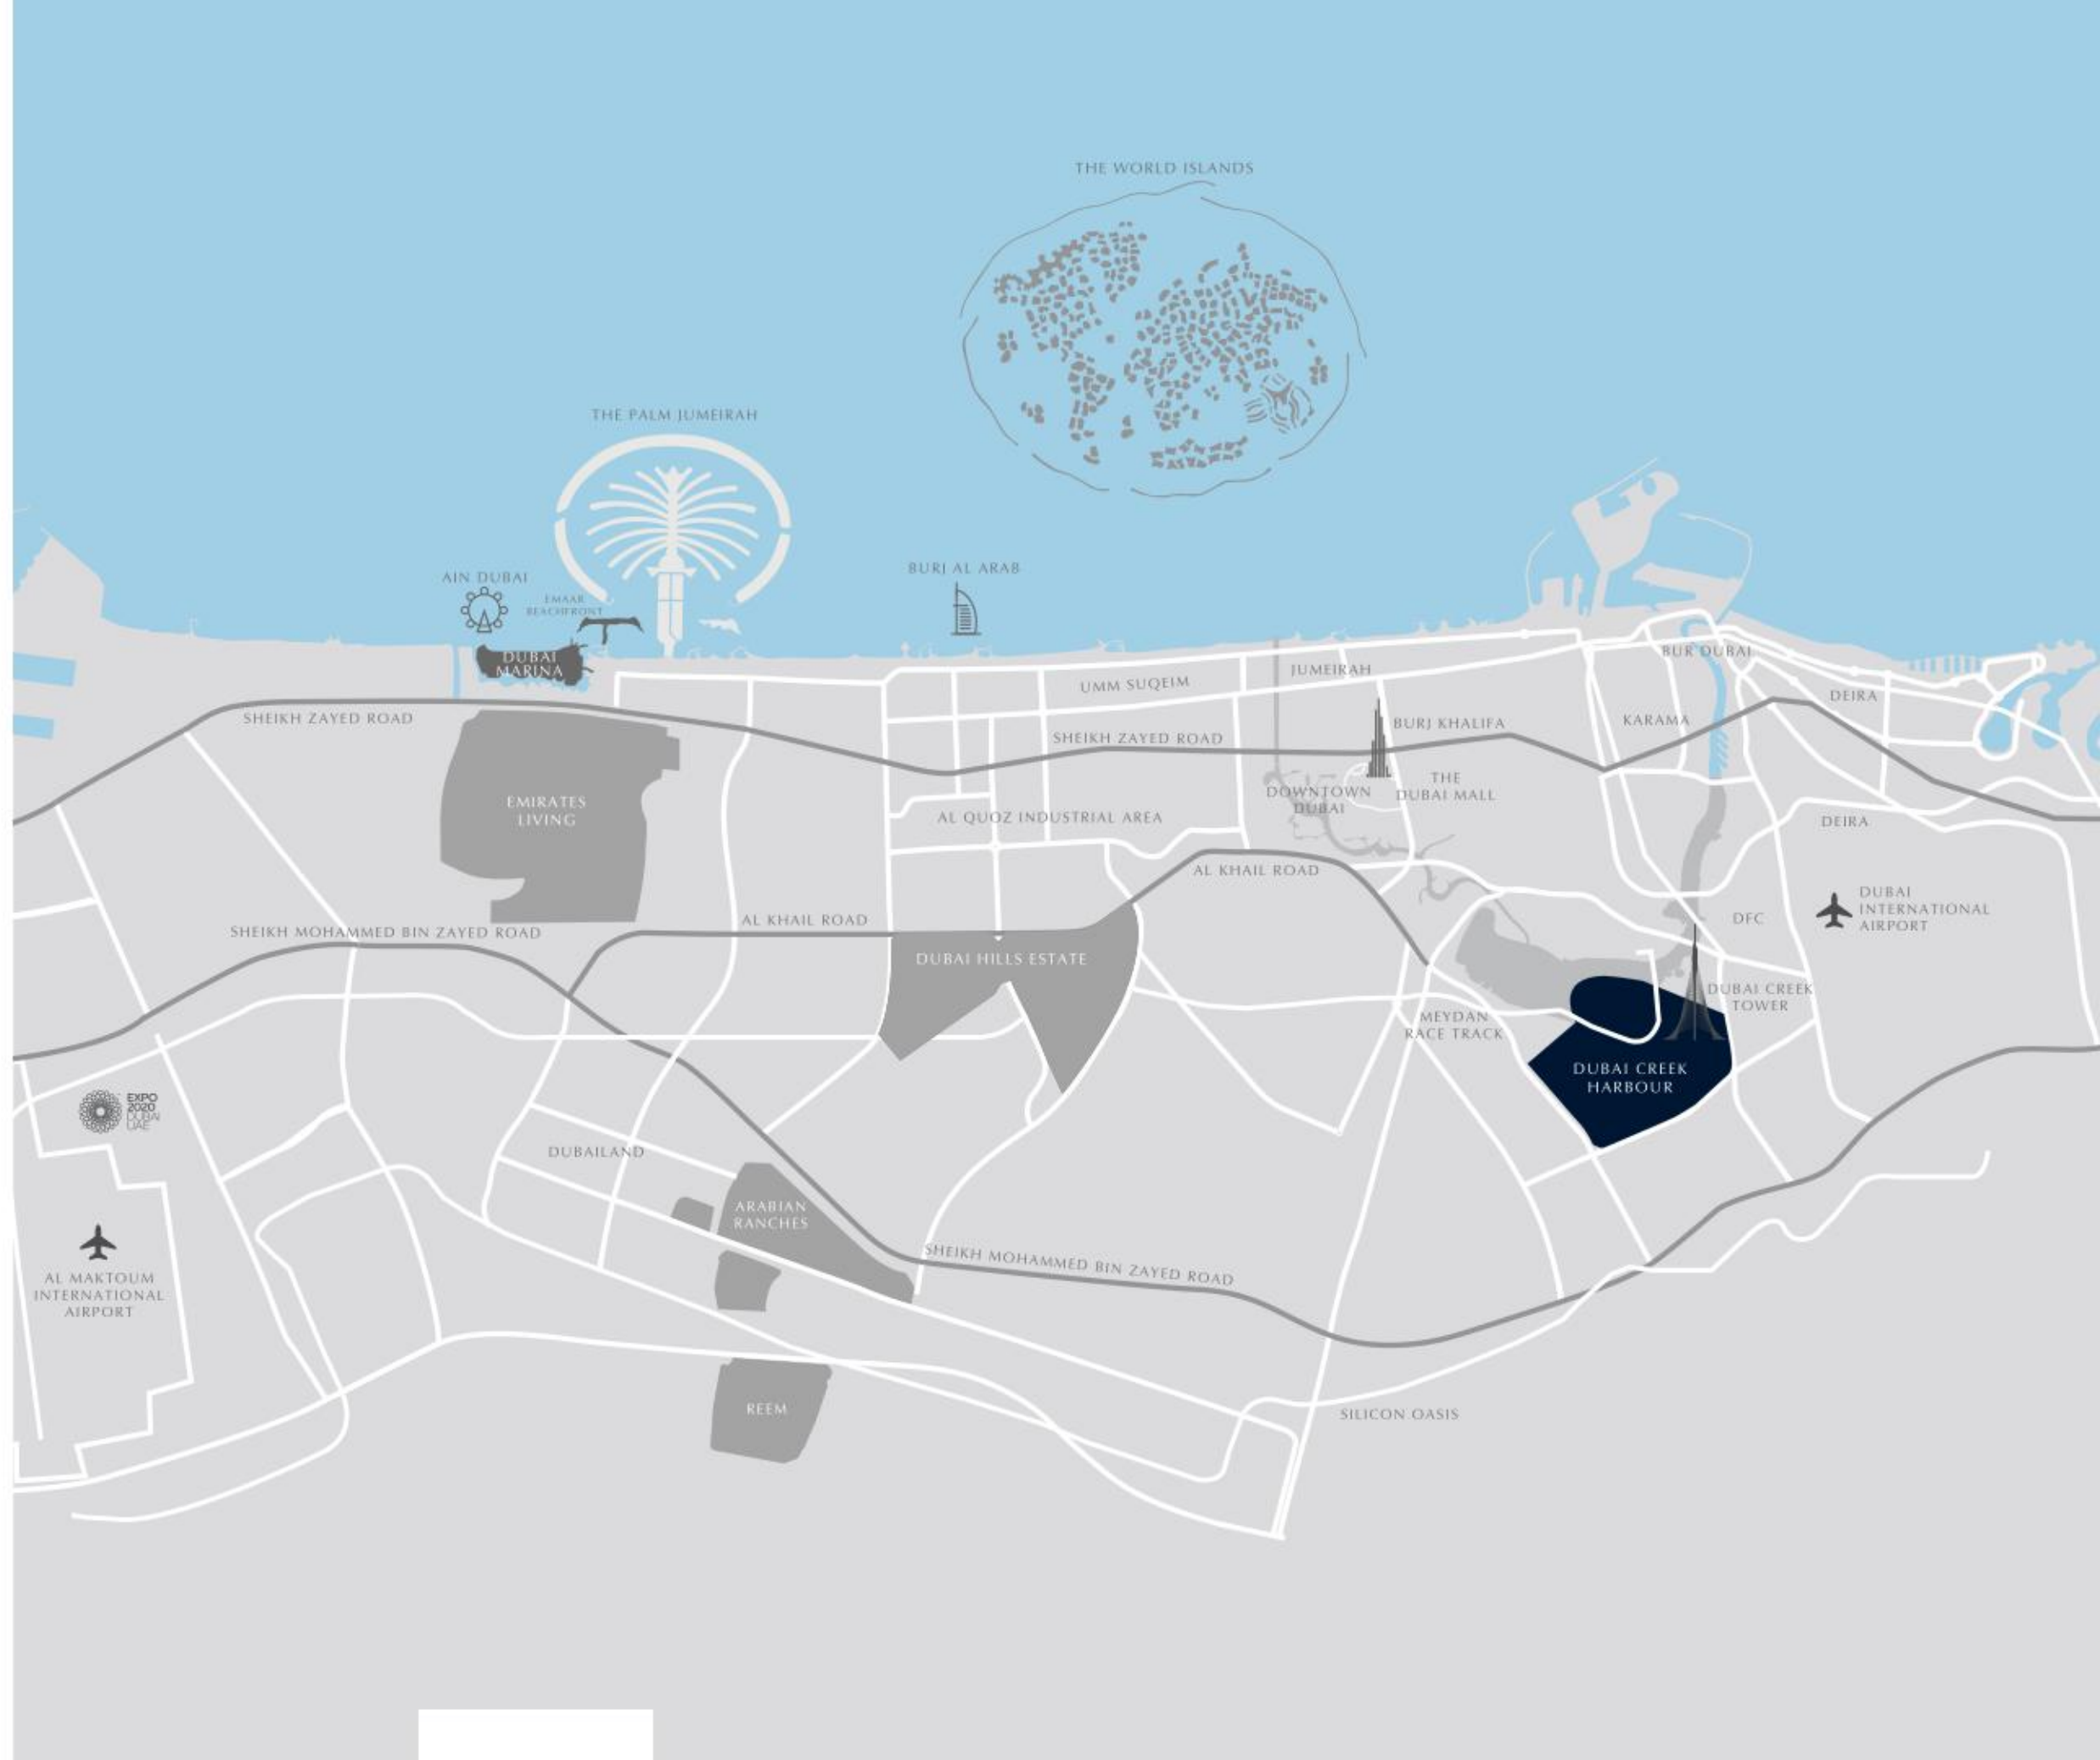 THE WORLD ISLANDS
THE PALM JUMEIRAH
BURJ AL ARAB
AIN DUBAI
EMAAR
BEACHFRONT
DUBAI
MARINA
BUR DUBAI
JUMEIRAH
UMM SUQEIM
DEIRA
SHEIKH ZAYED ROAD
KARAMA
BURJ KHALIFA
SHEIKH ZAYED ROAD
THE
DUBAI MALL
DOWNTOWN
DUBAI
EMIRATES
LIVING
AL QUOZ INDUSTRIAL AREA
DEIRA
AL KHAIL ROAD
DUBAI
INTERNATIONAL
AIRPORT
DFC
AL KHAIL ROAD
SHEIKH MOHAMMED BIN ZAYED ROAD
DUBAI HILLS ESTATE
DUBAI CREEK
TOWER
MEYDAN
RACE TRACK
DUBAI CREEK
HARBOUR
EXPO
2020
DUBAI
UAE
DUBAILAND
ARABIAN
RANCHES
SHEIKH MOHAMMED BIN ZAYED ROAD
AL MAKTOUM
INTERNATIONAL
AIRPORT
REEM
SILICON OASIS